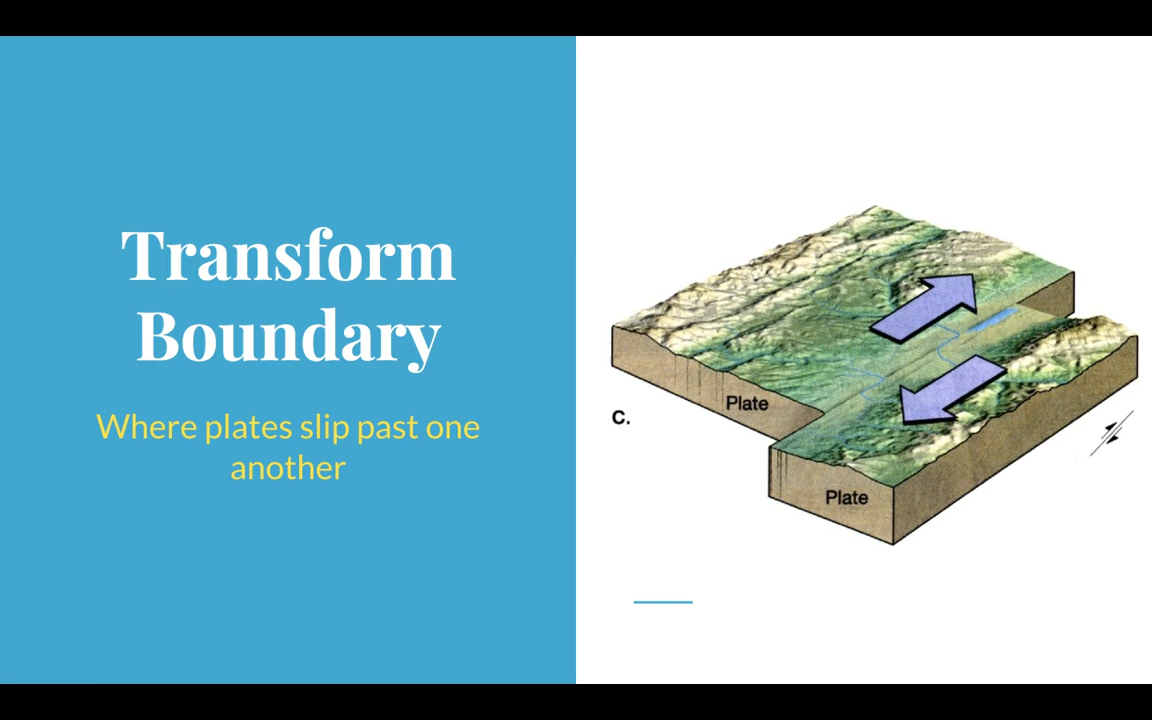 Transform
Boundary
Where plates slip past one
another
Plate
C.
Plate